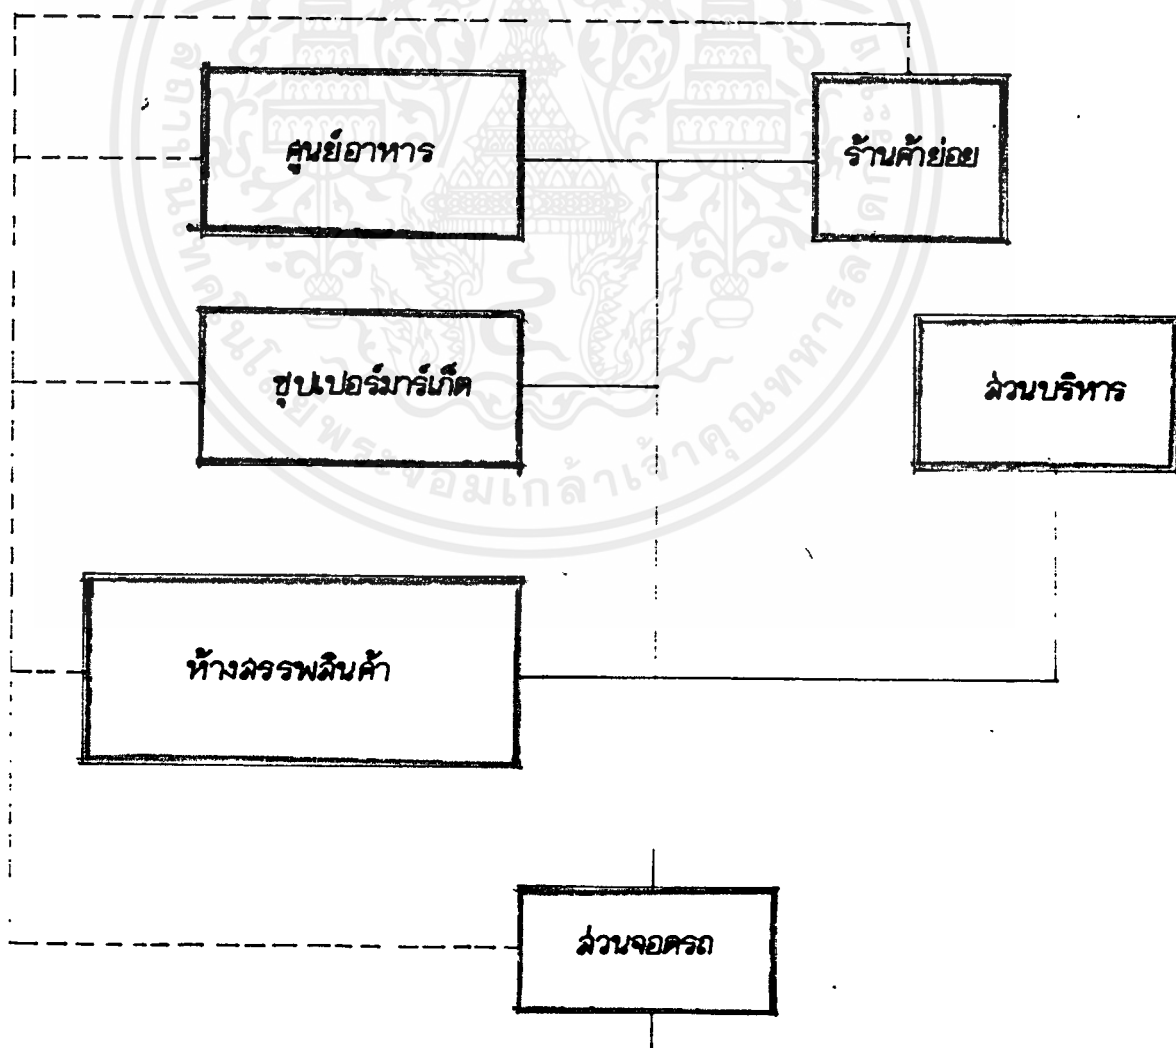 ศูนย์อาหาร
ร้านค้าย่อย
ซุปเปอร์มาร์เก็ต
ส่วนบริหาร
ห้างสรรพสินค้า
ส่วนจอดรถ